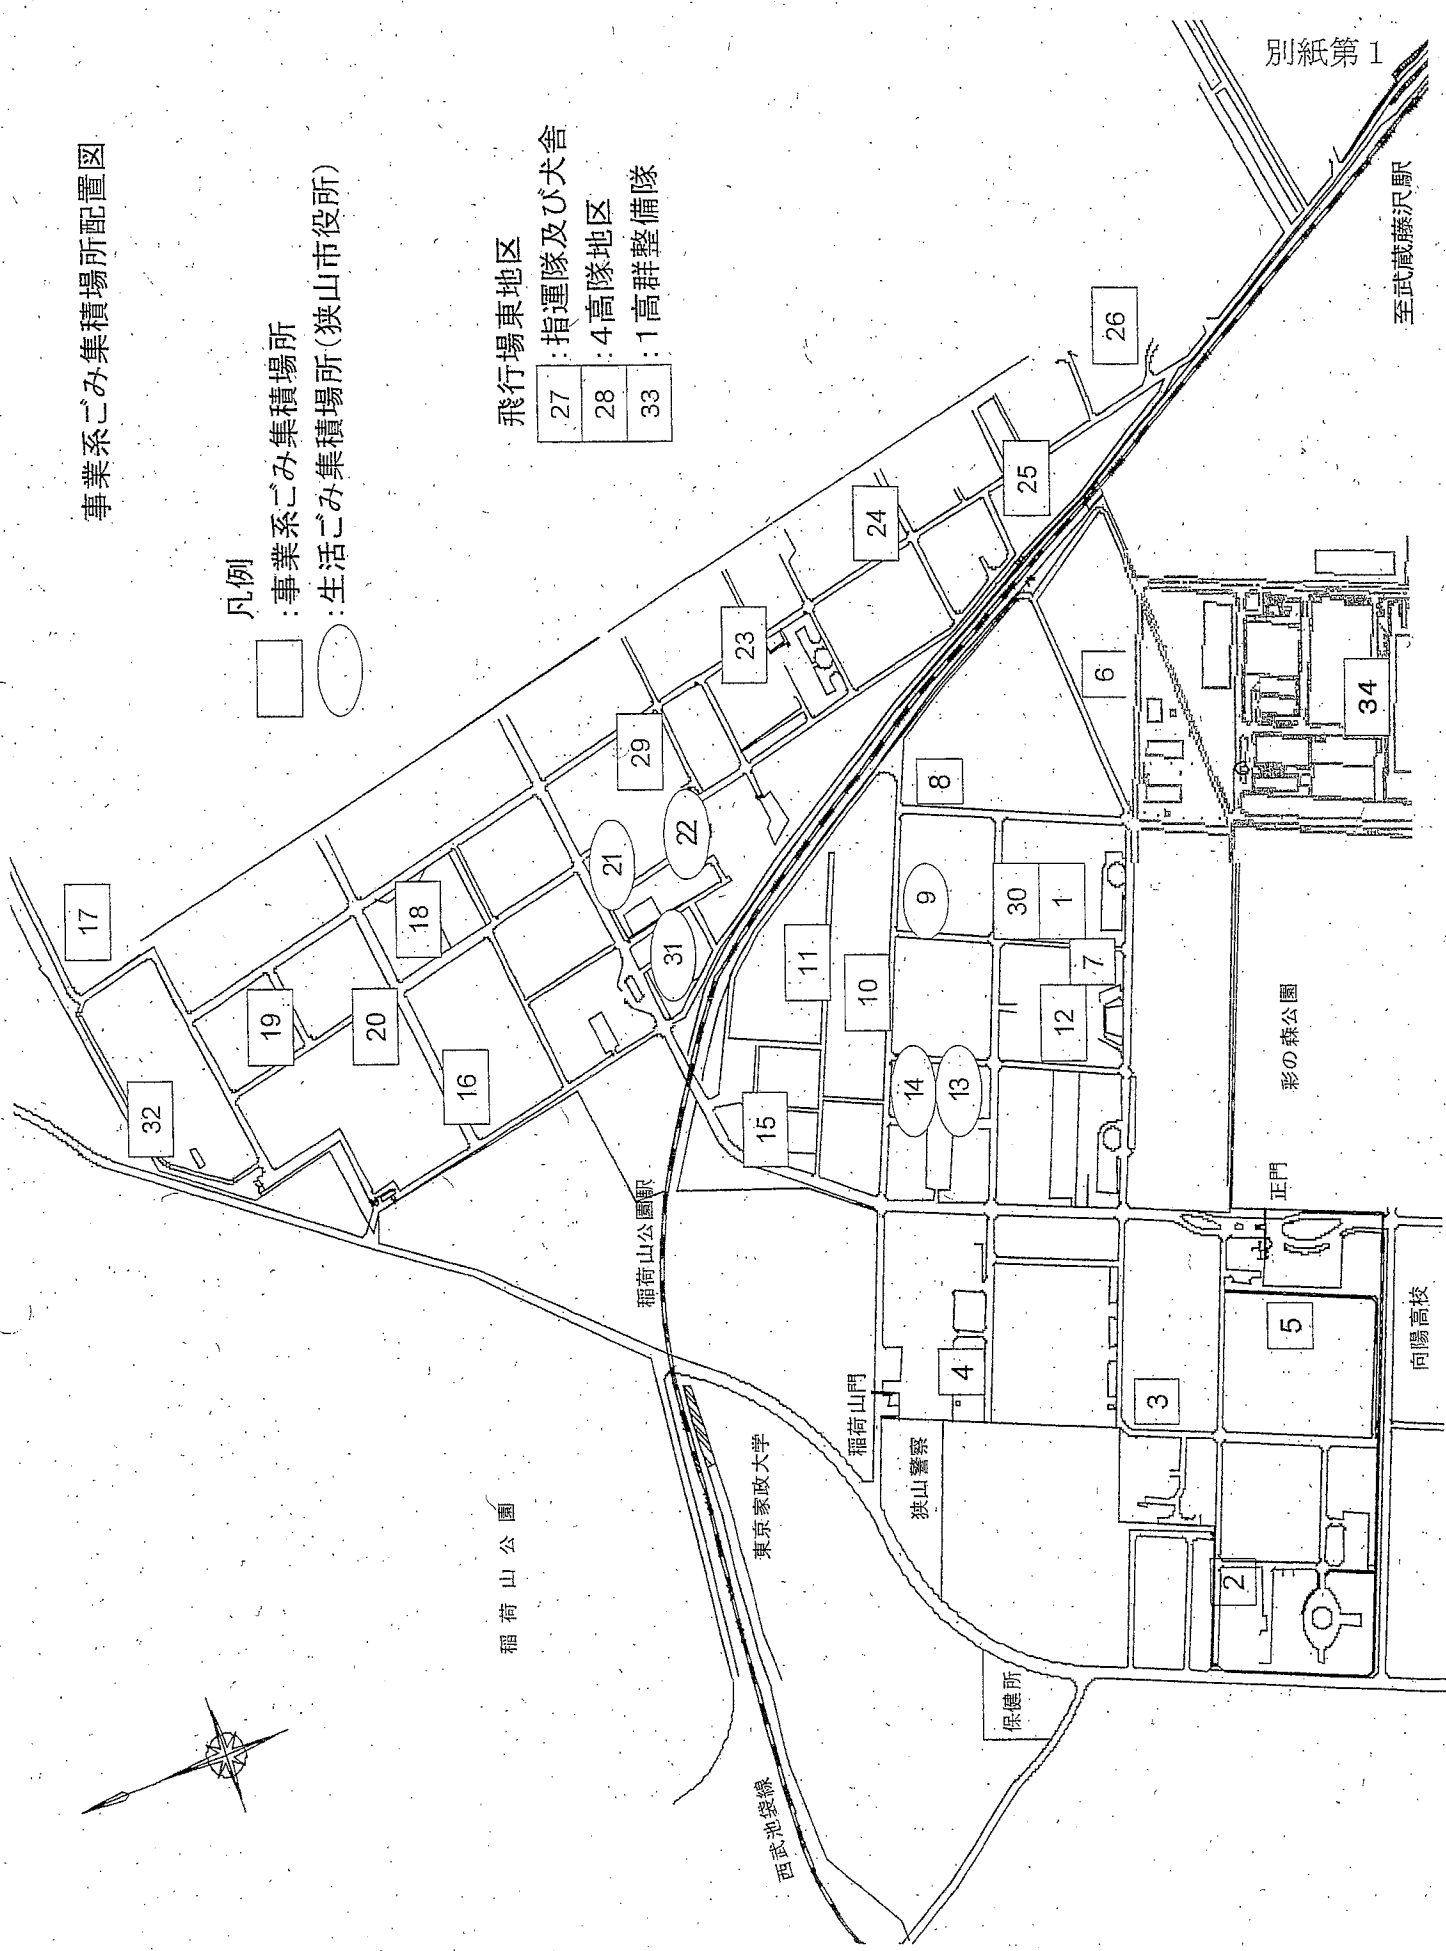 別紙第1
事業系ごみ集積場所配置図
凡例
:事業系ごみ集積場所
:生活ごみ集積場所(狭山市役所)
飛行場東地区
27 :指運隊及び犬舎
28 :4高隊地区
33 :1高群整備隊
17
32
19
20
18
16
21
22
31
29
23
24
25
26
至武蔵藤沢駅
稲荷山公園
稲荷山公園駅
西武池袋線
東京家政大学
稲荷山門
狭山警察
保健所
15
11
10
14
13
9
8
6
34
30
1
7
12
4
3
5
2
彩の森公園
正門
向陽高校